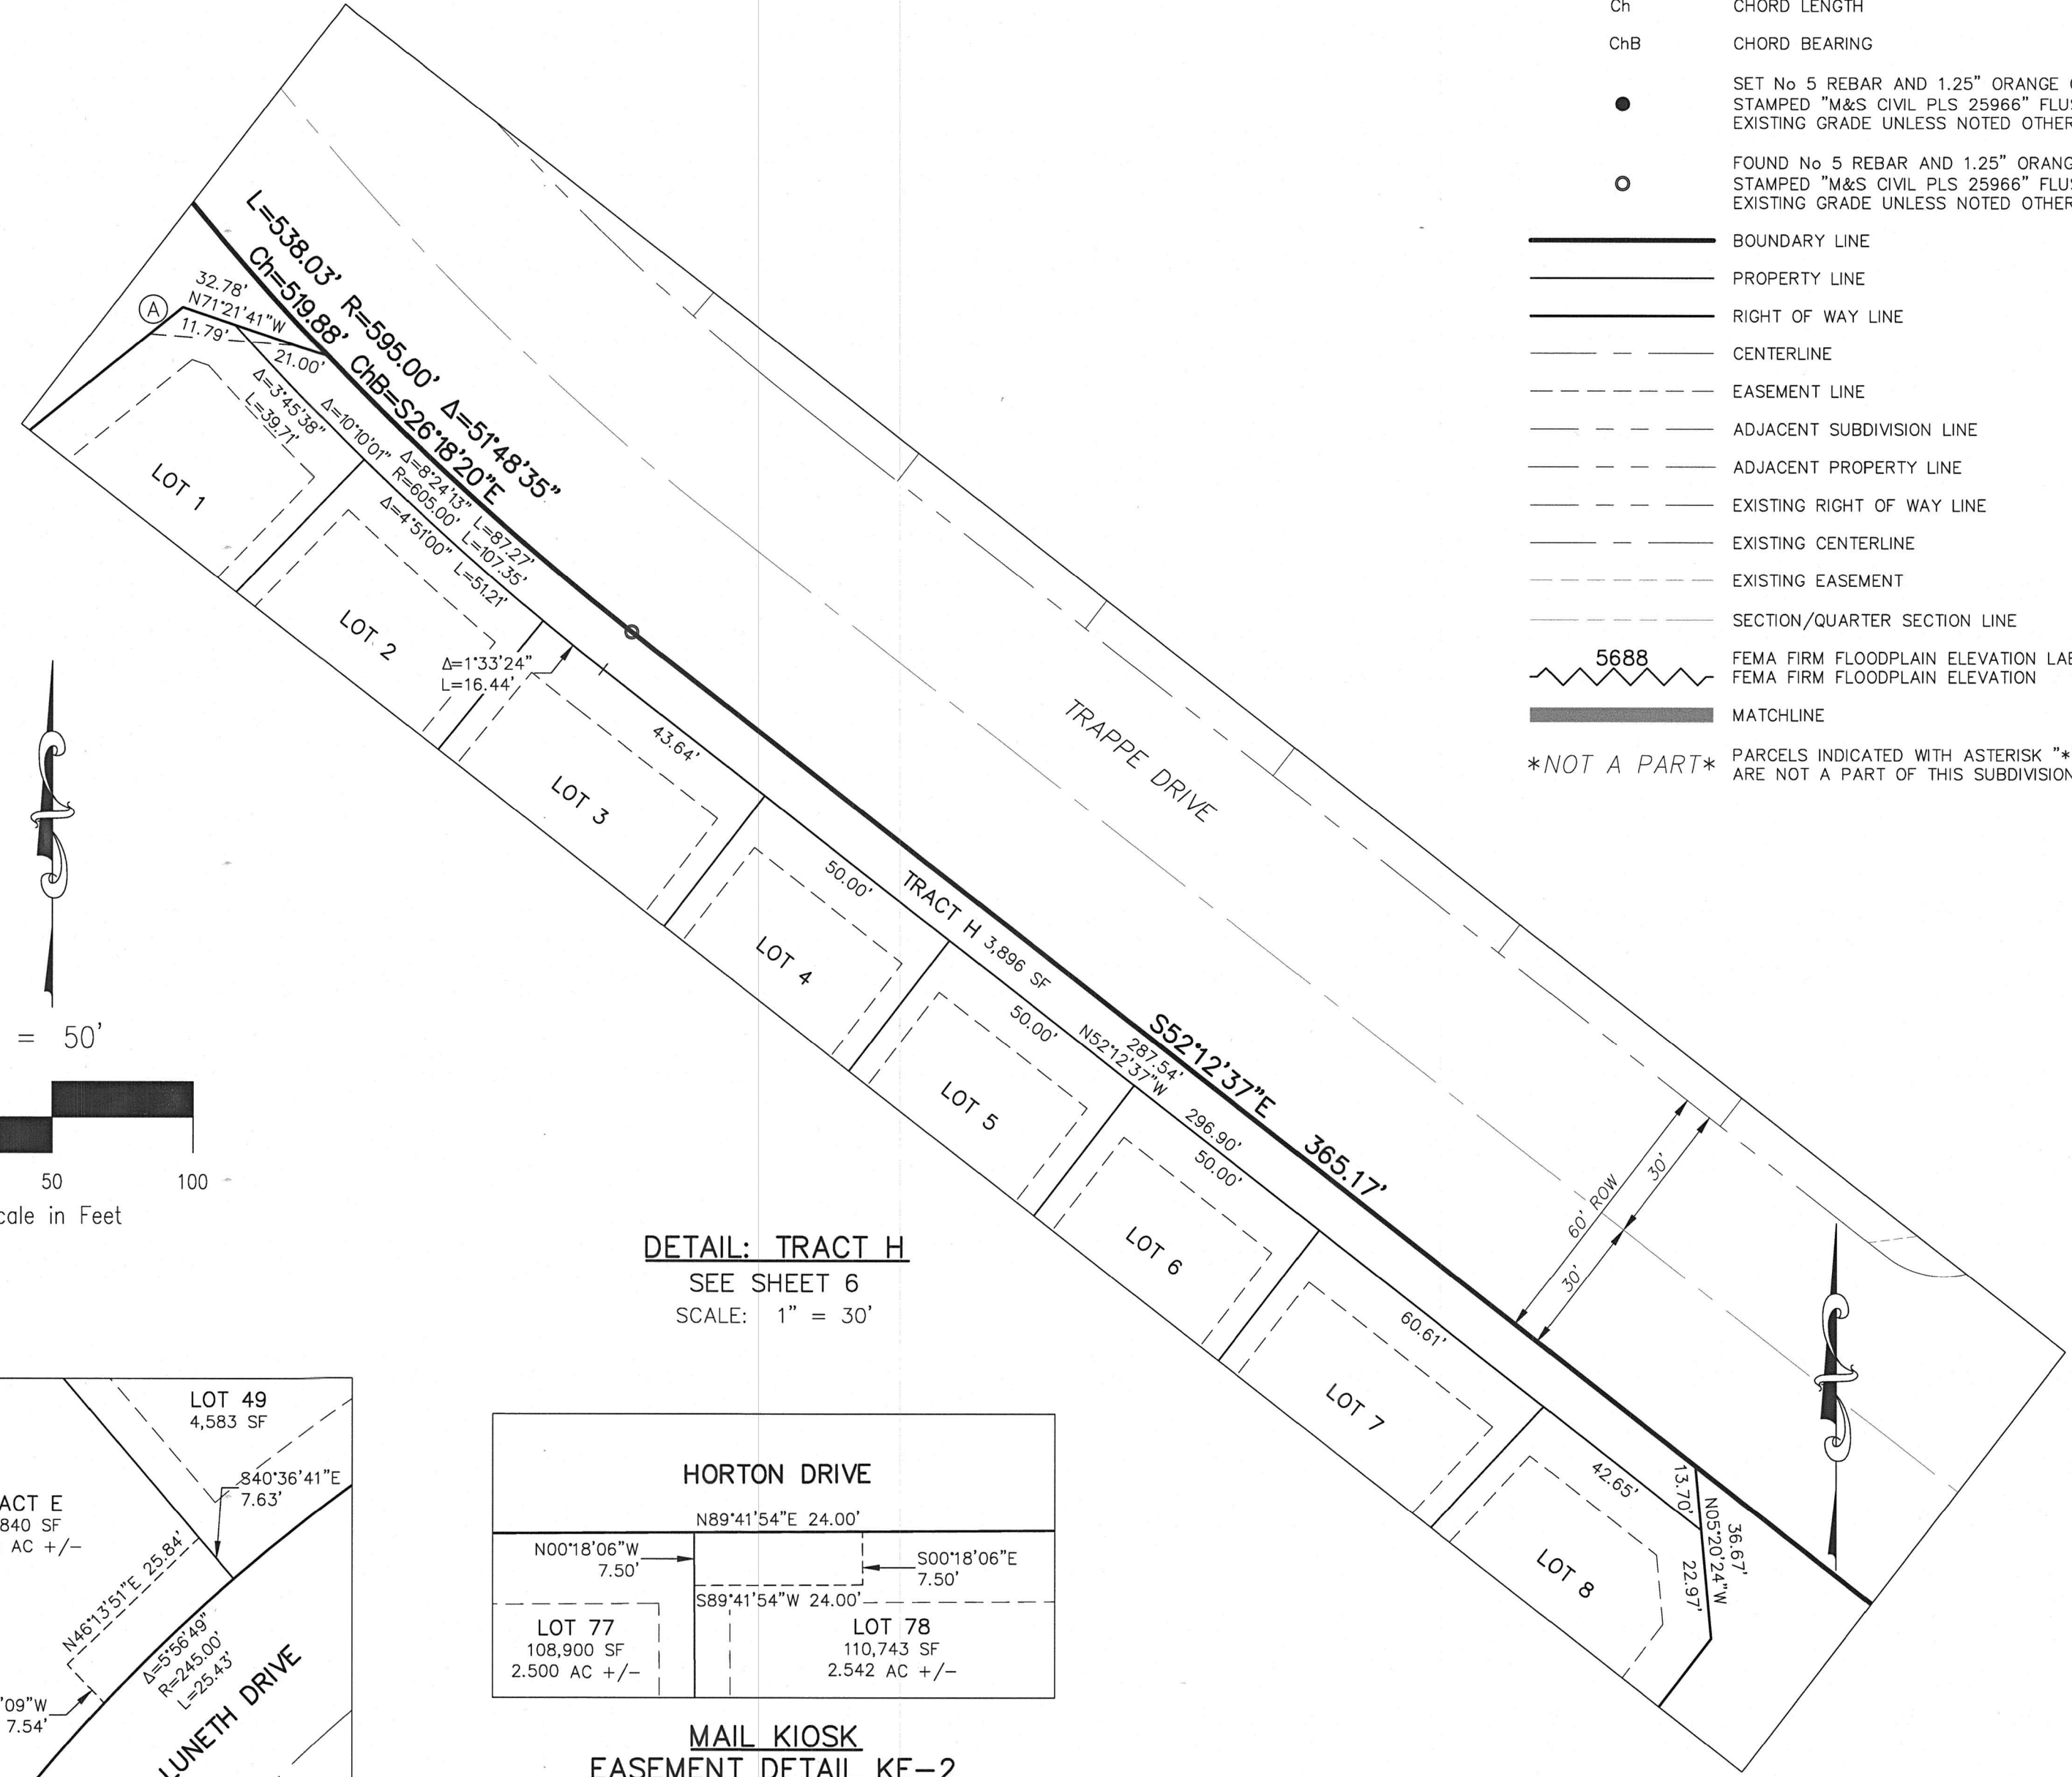 Ch CHORD LENGTH
ChB CHORD BEARING
SET No 5 REBAR AND 1.25" ORANGE
STAMPED "M&S CIVIL PLS 25966"
EXISTING GRADE UNLESS NOTED
FOUND No 5 REBAR AND 1.25"
STAMPED "M&S CIVIL PLS 25966"
EXISTING GRADE UNLESS NOTED
BOUNDARY LINE
PROPERTY LINE
RIGHT OF WAY LINE
CENTERLINE
EASEMENT LINE
ADJACENT SUBDIVISION LINE
ADJACENT PROPERTY LINE
EXISTING RIGHT OF WAY LINE
EXISTING CENTERLINE
EXISTING EASEMENT
SECTION/QUARTER SECTION LINE
5688
FEMA FIRM FLOODPLAIN ELEVATION
FEMA FIRM FLOODPLAIN ELEVATION
MATCHLINE
*NOT A PART*
PARCELS INDICATED WITH ASTERISK "*
ARE NOT A PART OF THIS SUBDIVISION
L=538.03' R=595.00' Δ=51°48'35"
Ch=519.88' ChB=S26°18'20"E
32.78'
N71°21'41"W
A
11.79'
21.00'
Δ=3°45'38"
L=39.71'
Δ=8°24'13" L=87.27'
Δ=10°10'01" R=605.00' L=107.35'
Δ=4°51'00" L=51.21'
Δ=1°33'24"
L=16.44'
LOT 1
LOT 2
LOT 3
LOT 4
LOT 5
LOT 6
LOT 7
LOT 8
43.64'
50.00'
50.00'
50.00'
60.61'
42.65'
TRACT H 3,896 SF
TRAPPE DRIVE
287.54'
N52°12'37"W
296.90'
S52°12'37"E 365.17'
60' ROW
30'
30'
13.70'
36.67'
N05°20'24"W
22.97'
= 50'
50 100
in Feet
DETAIL: TRACT H
SEE SHEET 6
SCALE: 1" = 30'
LOT 49
4,583 SF
S40°36'41"E
7.63'
E
840 SF
AC +/-
N46°13'51"E 25.84'
Δ=5°56'49"
R=245.00'
L=25.43'
'09"W
7.54'
LUNETH DRIVE
HORTON DRIVE
N89°41'54"E 24.00'
N00°18'06"W
7.50'
S00°18'06"E
7.50'
S89°41'54"W 24.00'
LOT 77
108,900 SF
2.500 AC +/-
LOT 78
110,743 SF
2.542 AC +/-
MAIL KIOSK
EASEMENT DETAIL KE-2